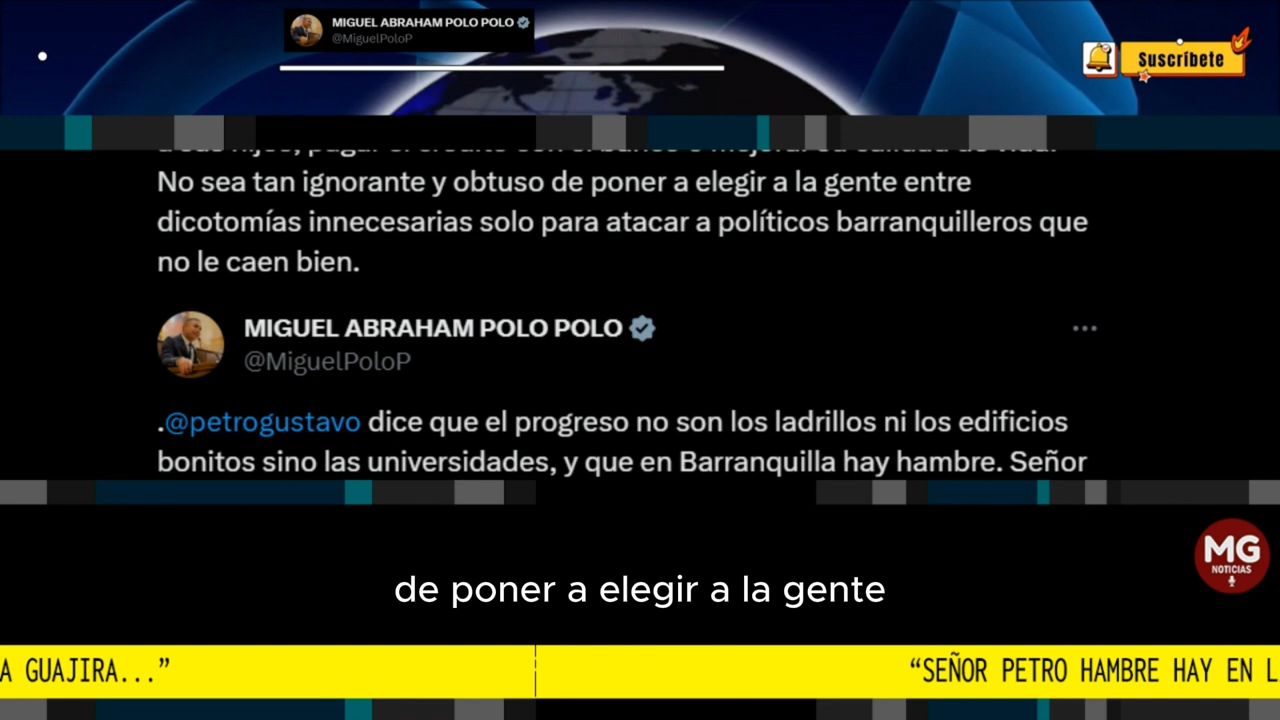 MIGUEL ABRAHAM POLO POLO
@MiguelPoloP
Suscríbete
No sea tan ignorante y obtuso de poner a elegir a la gente entre
dicotomías innecesarias solo para atacar a políticos barranquilleros que
no le caen bien.
MIGUEL ABRAHAM POLO POLO
@MiguelPoloP
.@petrogustavo dice que el progreso no son los ladrillos ni los edificios
bonitos sino las universidades, y que en Barranquilla hay hambre. Señor
MG
NOTICIAS
de poner a elegir a la gente
A GUAJIRA...” “SEÑOR PETRO HAMBRE HAY EN L